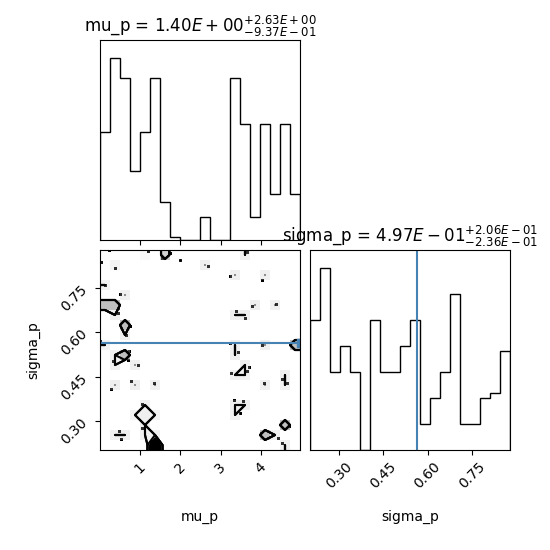 mu_p = 1.40E + 00+2.63E+00−9.37E−01
sigma_p = 4.97E − 01+2.06E−01−2.36E−01
0.75
0.60
0.45
0.30
sigma_p
1 2 3 4
0.30 0.45 0.60 0.75
mu_p sigma_p